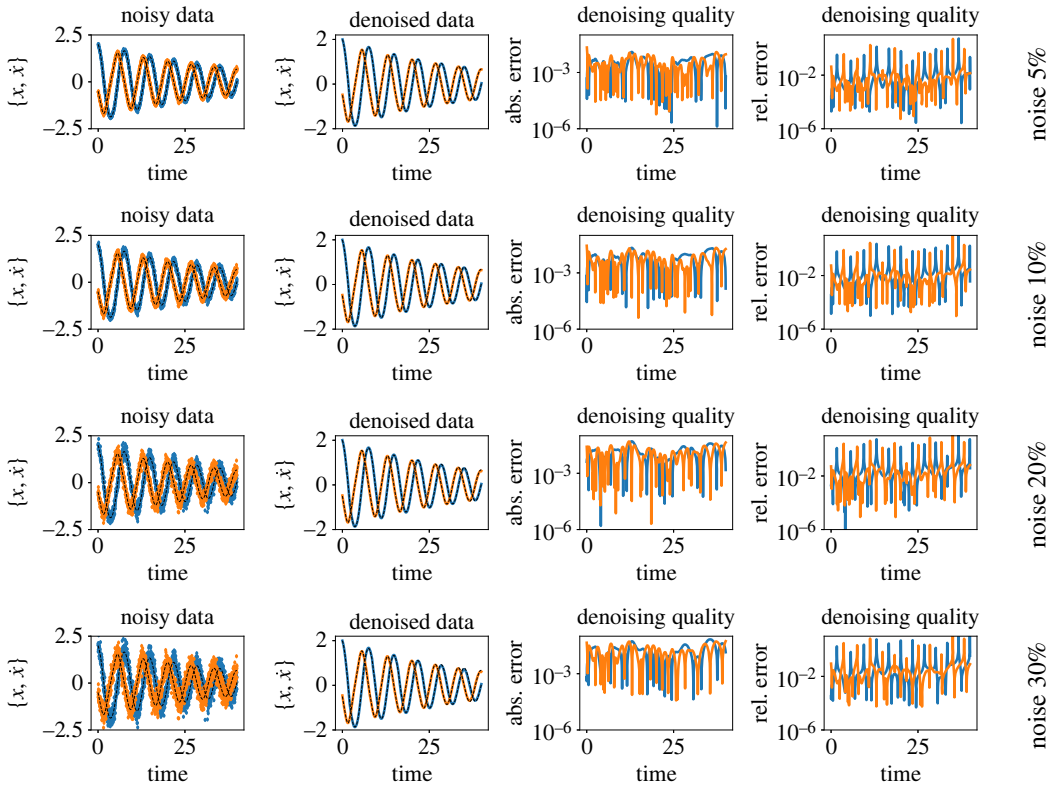 noisy data denoised data denoising quality denoising quality
{x, ẋ} 2.5 0 −2.5 0 25 time
{x, ẋ} 2 0 −2 0 25 time
abs. error 10⁻³ 10⁻⁶ 0 25 time
rel. error 10⁻² 10⁻⁶ 0 25 time
noise 5%
noisy data denoised data denoising quality denoising quality
{x, ẋ} 2.5 0 −2.5 0 25 time
{x, ẋ} 2 0 −2 0 25 time
abs. error 10⁻³ 10⁻⁶ 0 25 time
rel. error 10⁻² 10⁻⁶ 0 25 time
noise 10%
noisy data denoised data denoising quality denoising quality
{x, ẋ} 2.5 0 −2.5 0 25 time
{x, ẋ} 2 0 −2 0 25 time
abs. error 10⁻³ 10⁻⁶ 0 25 time
rel. error 10⁻² 10⁻⁶ 0 25 time
noise 20%
noisy data denoised data denoising quality denoising quality
{x, ẋ} 2.5 0 −2.5 0 25 time
{x, ẋ} 2 0 −2 0 25 time
abs. error 10⁻³ 10⁻⁶ 0 25 time
rel. error 10⁻² 10⁻⁶ 0 25 time
noise 30%